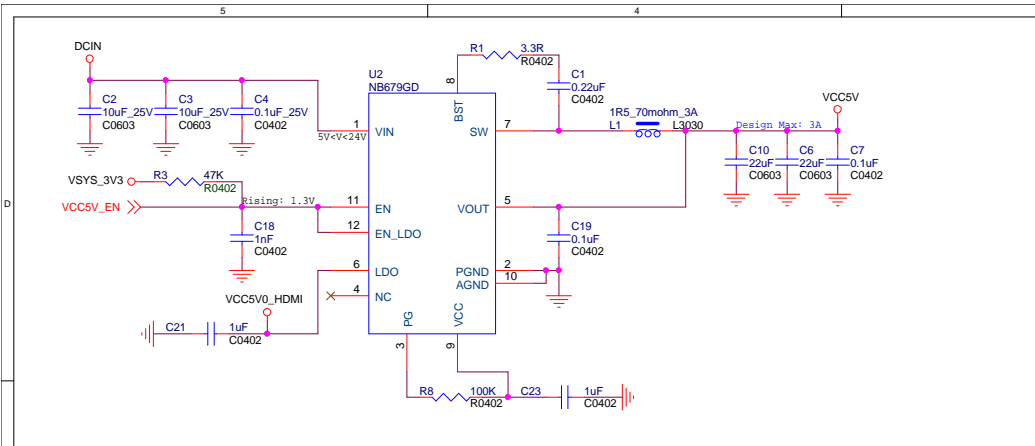 5
4
DCIN
R1
3.3R
R0402
U2
NB679GD
C1
0.22uF
C0402
8
BST
C2
10uF_25V
C0603
C3
10uF_25V
C0603
C4
0.1uF_25V
C0402
VCC5V
1R5_70mohm_3A
L1
L3030
Design Max: 3A
1
VIN
5V<V<24V
7
SW
C10
22uF
C0603
C6
22uF
C0603
C7
0.1uF
C0402
VSYS_3V3
R3
47K
R0402
D
VCC5V_EN
Rising: 1.3V
11
EN
5
VOUT
12
EN_LDO
C18
1nF
C0402
C19
0.1uF
C0402
6
LDO
2
PGND
10
AGND
4
NC
VCC5V0_HDMI
C21
1uF
C0402
PG
VCC
3
9
R8
100K
R0402
C23
1uF
C0402